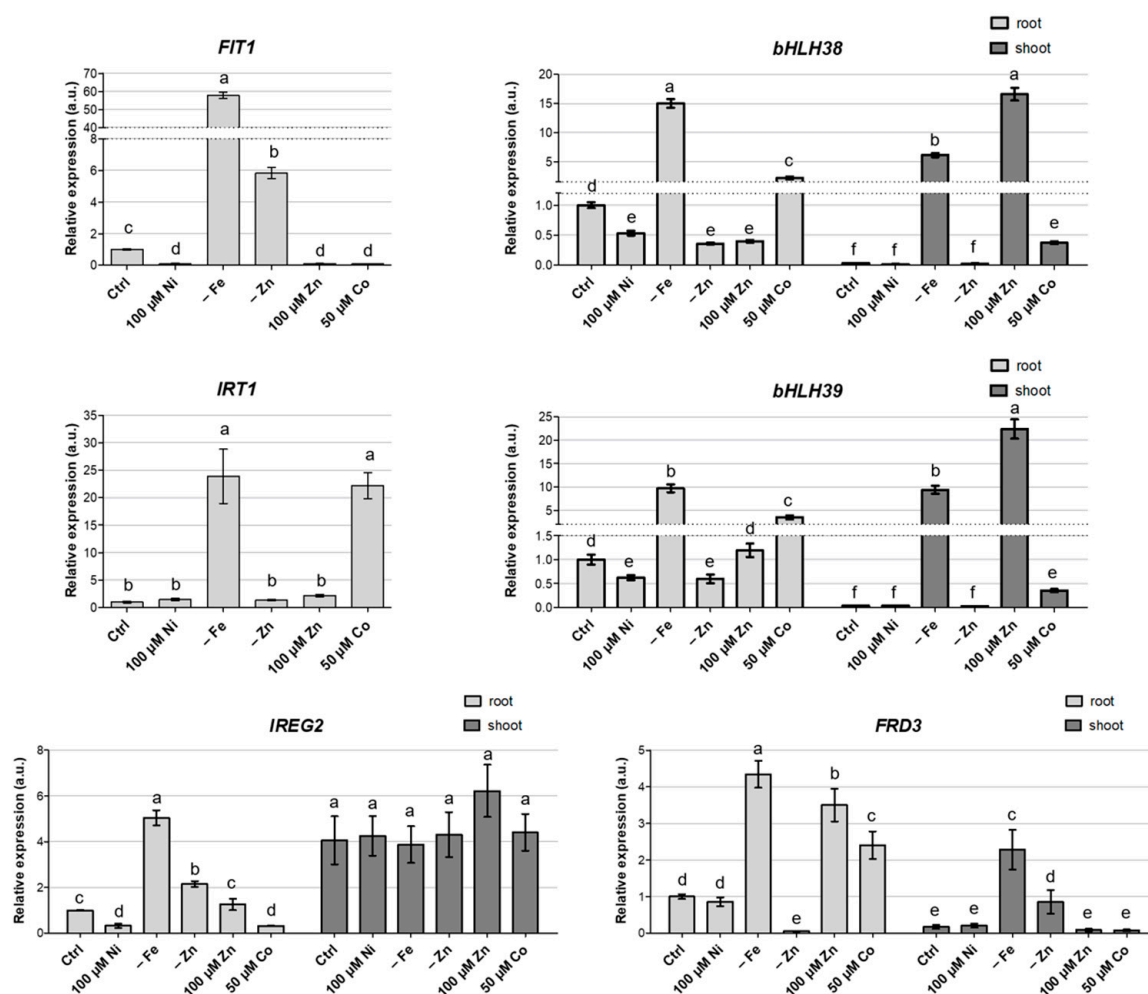 FIT1
Relative expression (a.u.)
70
60
50
40
8
6
4
2
0
c
d
a
b
d
d
Ctrl
100 µM Ni
– Fe
– Zn
100 µM Zn
50 µM Co
root
shoot
bHLH38
Relative expression (a.u.)
20
15
10
5
1.0
0.5
0.0
d
e
a
e
e
c
f
f
b
f
a
e
Ctrl
100 µM Ni
– Fe
– Zn
100 µM Zn
50 µM Co
Ctrl
100 µM Ni
– Fe
– Zn
100 µM Zn
50 µM Co
IRT1
Relative expression (a.u.)
35
30
25
20
15
10
5
0
b
b
a
b
b
a
Ctrl
100 µM Ni
– Fe
– Zn
100 µM Zn
50 µM Co
root
shoot
bHLH39
Relative expression (a.u.)
25
20
15
10
5
1.5
1.0
0.5
0.0
d
e
b
e
d
c
f
f
b
f
a
e
Ctrl
100 µM Ni
– Fe
– Zn
100 µM Zn
50 µM Co
Ctrl
100 µM Ni
– Fe
– Zn
100 µM Zn
50 µM Co
root
shoot
IREG2
Relative expression (a.u.)
8
6
4
2
0
c
d
a
b
c
d
a
a
a
a
a
a
Ctrl
100 µM Ni
– Fe
– Zn
100 µM Zn
50 µM Co
Ctrl
100 µM Ni
– Fe
– Zn
100 µM Zn
50 µM Co
root
shoot
FRD3
Relative expression (a.u.)
5
4
3
2
1
0
d
d
a
e
b
c
e
e
c
d
e
e
Ctrl
100 µM Ni
– Fe
– Zn
100 µM Zn
50 µM Co
Ctrl
100 µM Ni
– Fe
– Zn
100 µM Zn
50 µM Co